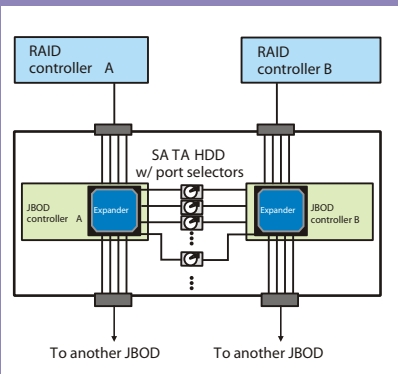 RAID
controller A
RAID
controller B
SA TA HDD
w/ port selectors
JBOD
controller A
Expander
Expander
JBOD
controller B
To another JBOD
To another JBOD